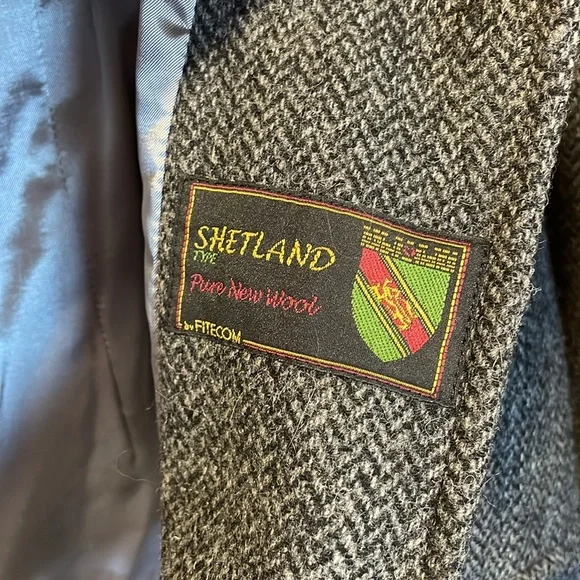 SHETLAND
TYPE
Pure New Wool
by FITECOM